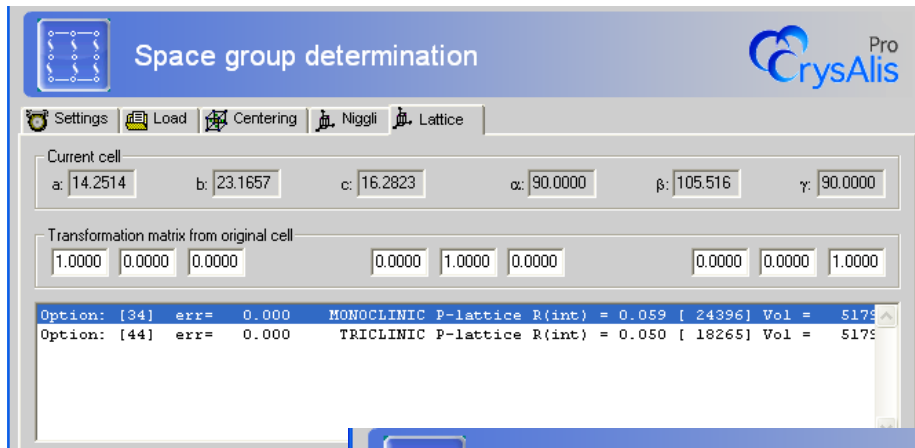 Space group determination
CrysAlis Pro
Settings Load Centering Niggli Lattice
Current cell
a: 14.2514 b: 23.1657 c: 16.2823 α: 90.0000 β: 105.516 γ: 90.0000
Transformation matrix from original cell
1.0000 0.0000 0.0000 0.0000 1.0000 0.0000 0.0000 0.0000 1.0000
Option: [34] err= 0.000 MONOCLINIC P-lattice R(int) = 0.059 [ 24396] Vol = 5179
Option: [44] err= 0.000 TRICLINIC P-lattice R(int) = 0.050 [ 18265] Vol = 5179